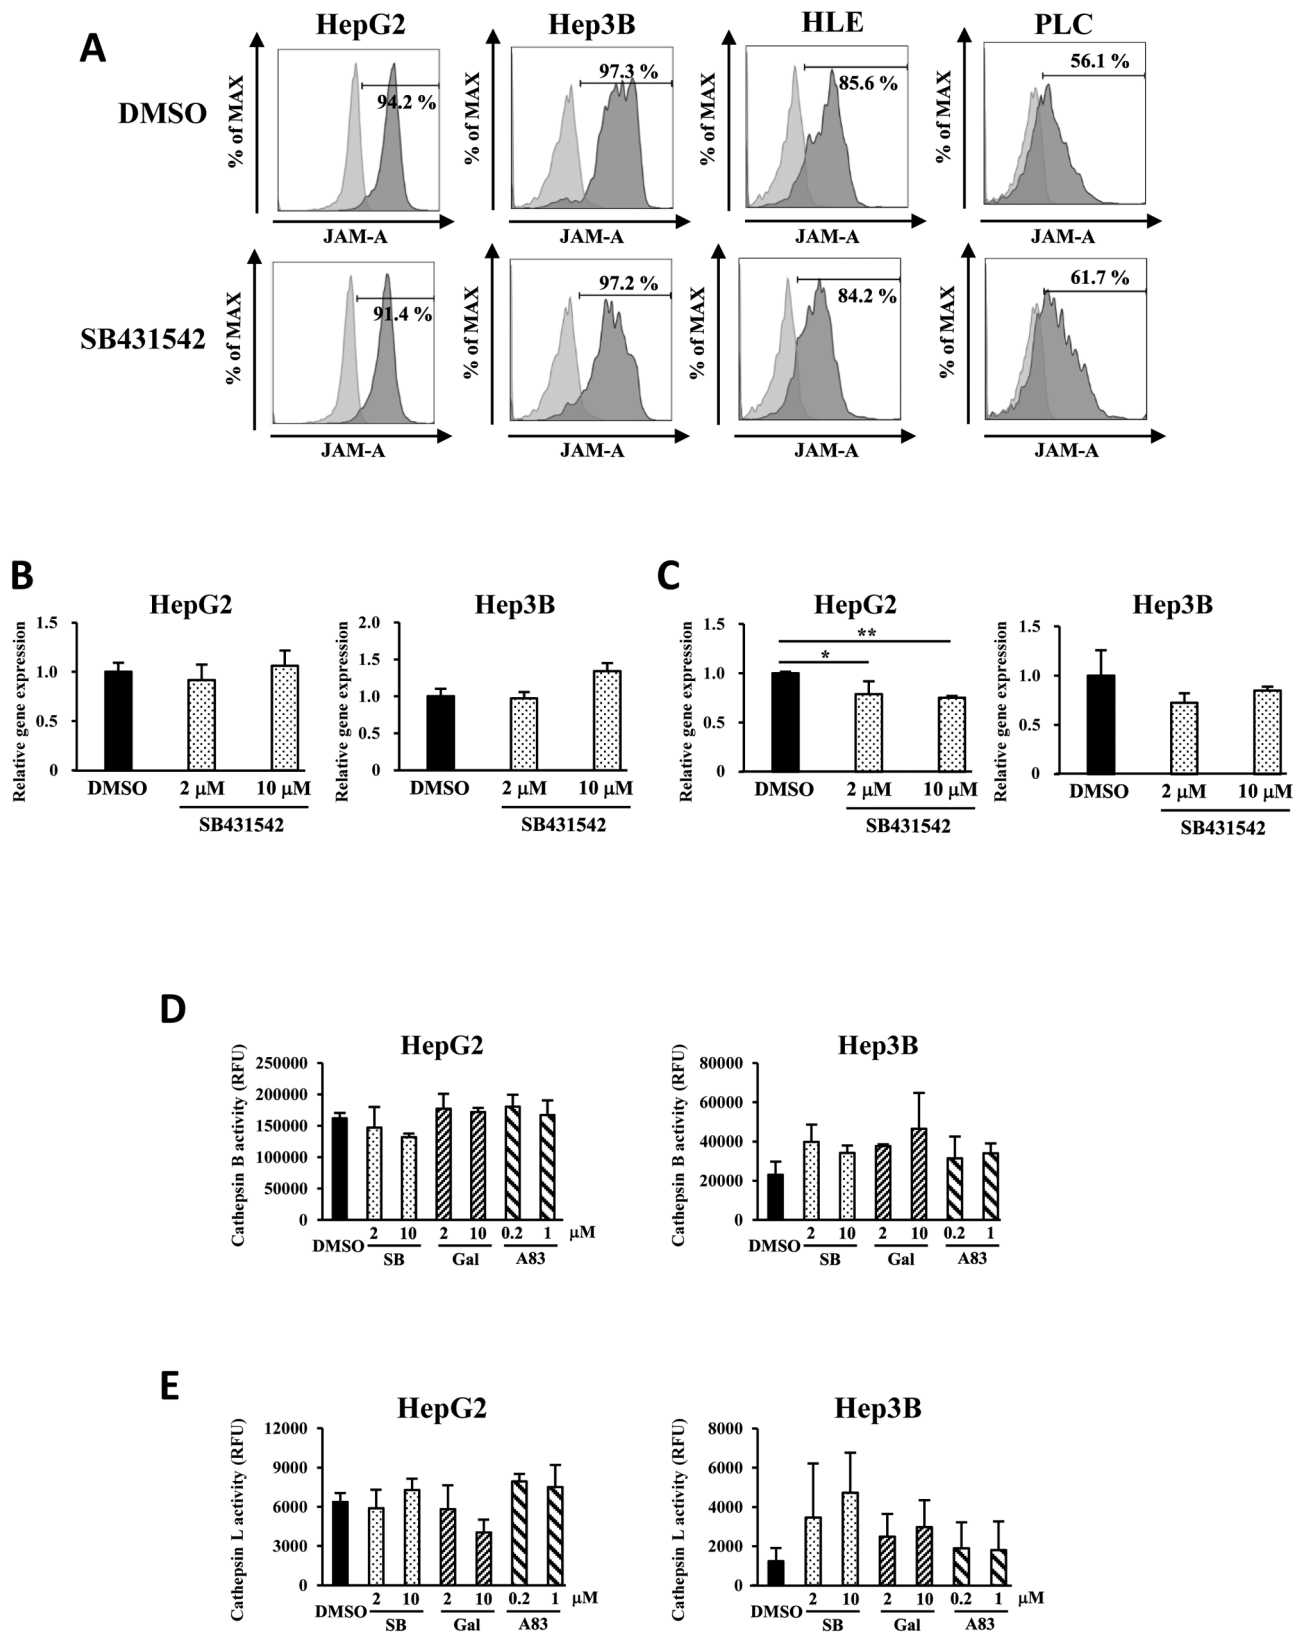 A
HepG2 Hep3B HLE PLC
DMSO
% of MAX 94.2 % JAM-A
% of MAX 97.3 % JAM-A
% of MAX 85.6 % JAM-A
% of MAX 56.1 % JAM-A
SB431542
% of MAX 91.4 % JAM-A
% of MAX 97.2 % JAM-A
% of MAX 84.2 % JAM-A
% of MAX 61.7 % JAM-A
B
HepG2
Relative gene expression
1.5
1.0
0.5
0
DMSO 2 μM 10 μM
SB431542
Hep3B
Relative gene expression
2.0
1.5
1.0
0.5
0
DMSO 2 μM 10 μM
SB431542
C
HepG2
Relative gene expression
1.5
1.0
0.5
0
**
*
DMSO 2 μM 10 μM
SB431542
Hep3B
Relative gene expression
1.5
1.0
0.5
0
DMSO 2 μM 10 μM
SB431542
D
HepG2
Cathepsin B activity (RFU)
250000
200000
150000
100000
50000
0
2 10 2 10 0.2 1 μM
DMSO SB Gal A83
Hep3B
Cathepsin B activity (RFU)
80000
60000
40000
20000
0
2 10 2 10 0.2 1
DMSO SB Gal A83
E
HepG2
Cathepsin L activity (RFU)
12000
9000
6000
3000
0
2 10 2 10 0.2 1 μM
DMSO SB Gal A83
Hep3B
Cathepsin L activity (RFU)
8000
6000
4000
2000
0
2 10 2 10 0.2 1 μM
DMSO SB Gal A83